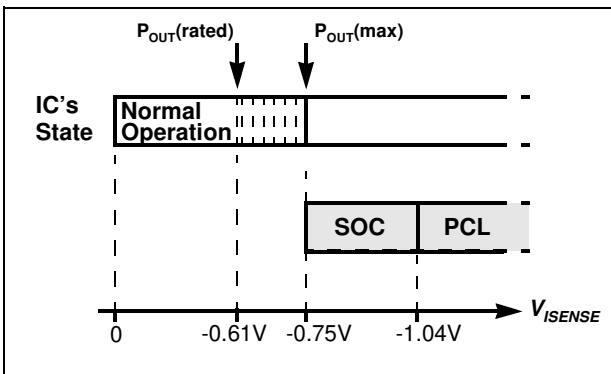 P_OUT(rated) P_OUT(max)
IC's
State
Normal
Operation
SOC PCL
V_ISENSE
0 -0.61V -0.75V -1.04V